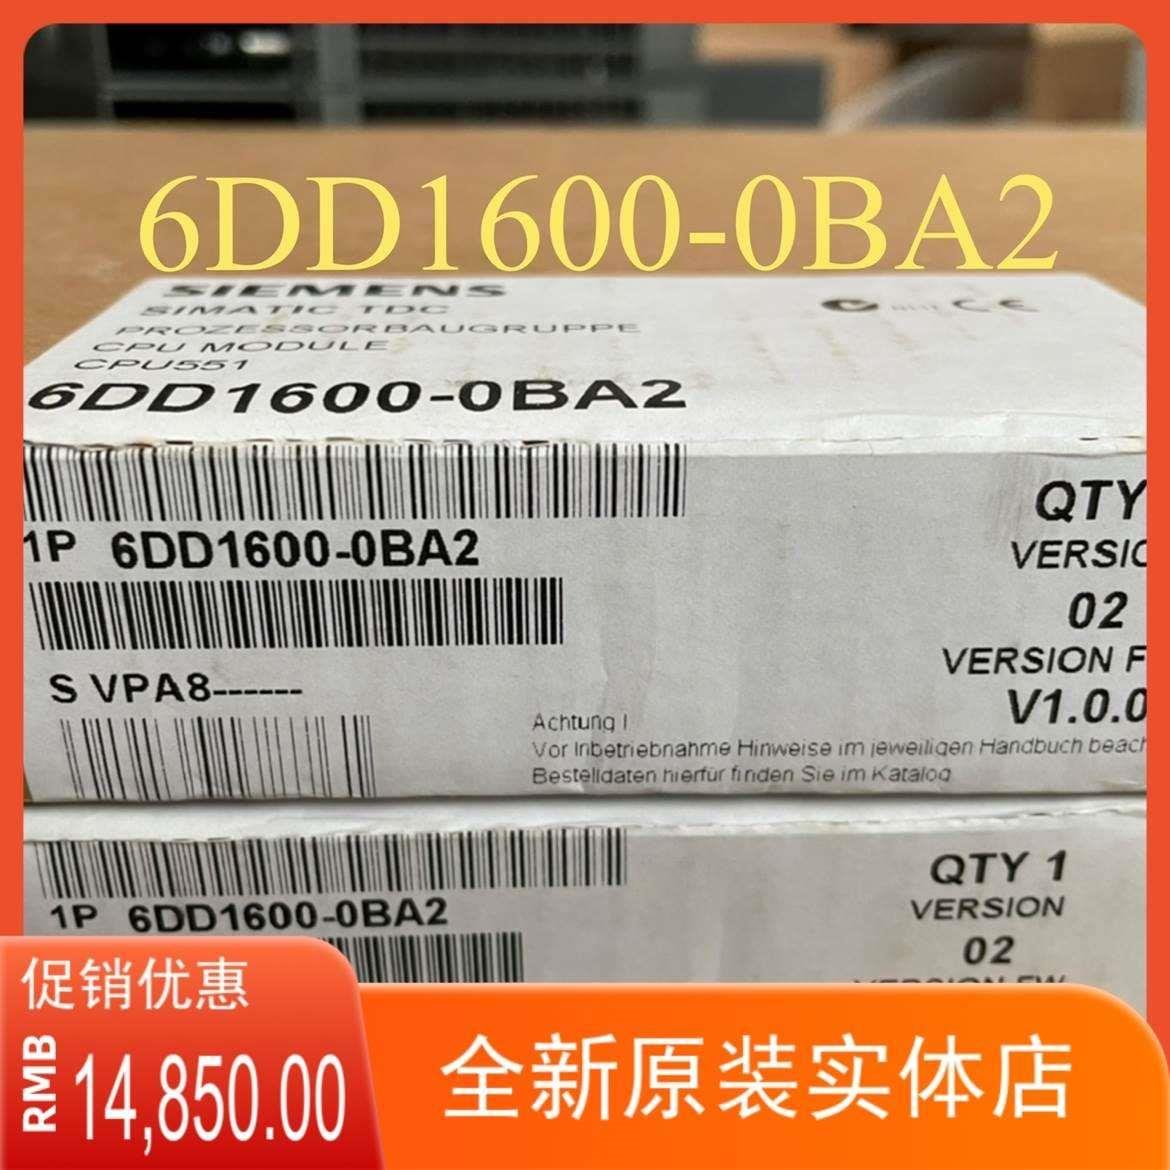 6DD1600-0BA2
SIEMENS
SIMATIC TDC
PROZESSORBAUGRUPPE
CPU MODULE
CPU551
6DD1600-0BA2
CE
1P 6DD1600-0BA2
QTY
VERSIC
02
VERSION F
V1.0.0
S VPA8------
Achtung !
Vor Inbetriebnahme Hinweise im jeweiligen Handbuch beach
Bestelldaten hierfür finden Sie im Katalog
1P 6DD1600-0BA2
QTY 1
VERSION
02
VERSION FW
促销优惠
RMB 14,850.00
全新原装实体店